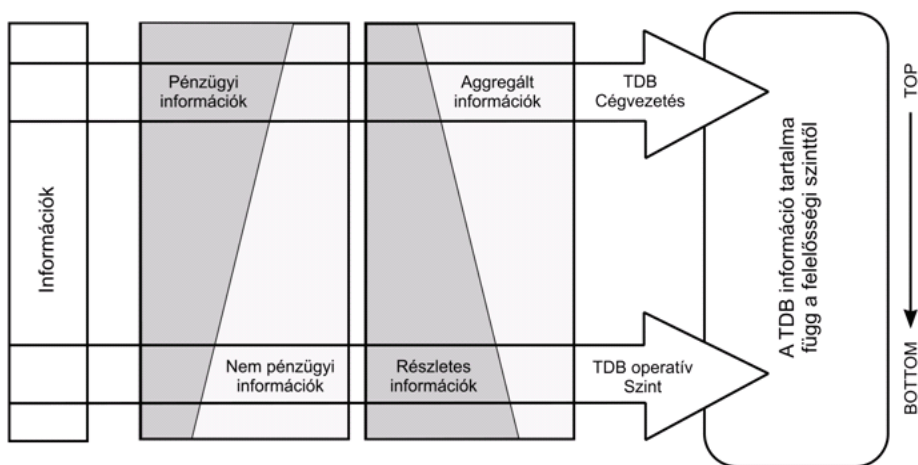 Információk
Pénzügyi
információk
Aggregált
információk
TDB
Cégvezetés
Nem pénzügyi
információk
Részletes
információk
TDB operatív
Szint
A TDB információ tartalma
függ a felelősségi szinttől
TOP
BOTTOM